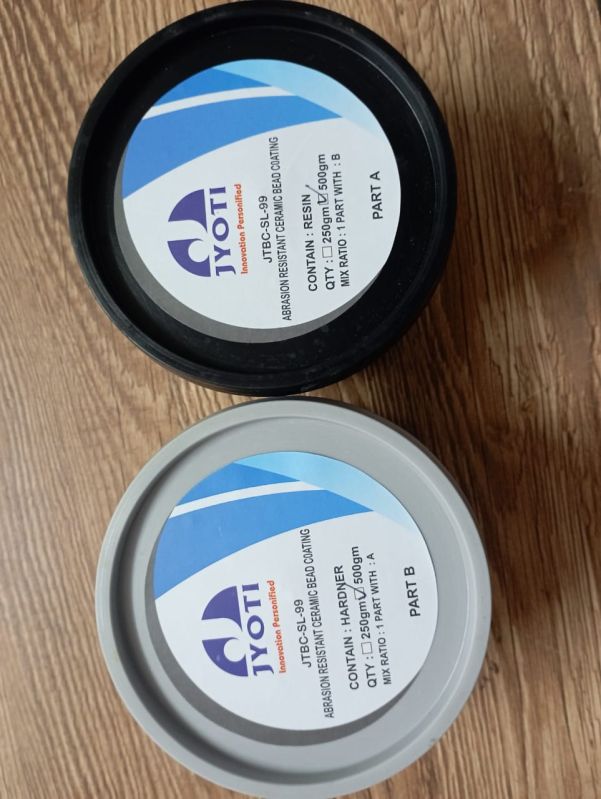 JYOTI
Innovation Personified
JTBC-SL-99
ABRASION RESISTANT CERAMIC BEAD COATING
CONTAIN : RESIN
QTY : ☐ 250gm ☑ 500gm
MIX RATIO : 1 PART WITH : B
PART A
JYOTI
Innovation Personified
JTBC-SL-99
ABRASION RESISTANT CERAMIC BEAD COATING
CONTAIN : HARDNER
QTY : ☐ 250gm ☑ 500gm
MIX RATIO : 1 PART WITH : A
PART B